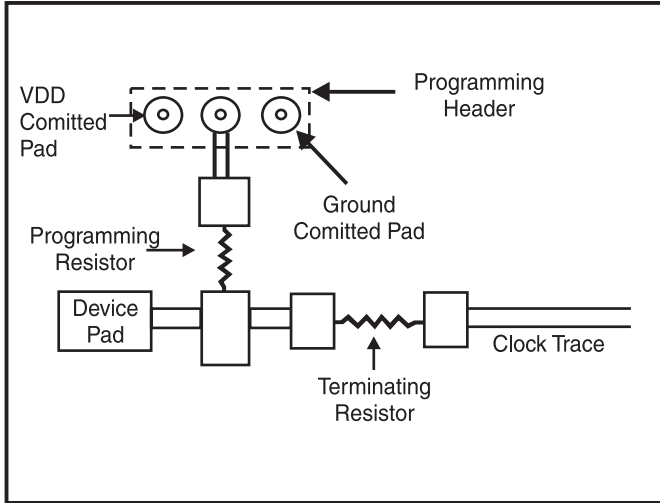 VDD
Comitted
Pad
Programming
Header
Ground
Comitted Pad
Programming
Resistor
Device
Pad
Clock Trace
Terminating
Resistor